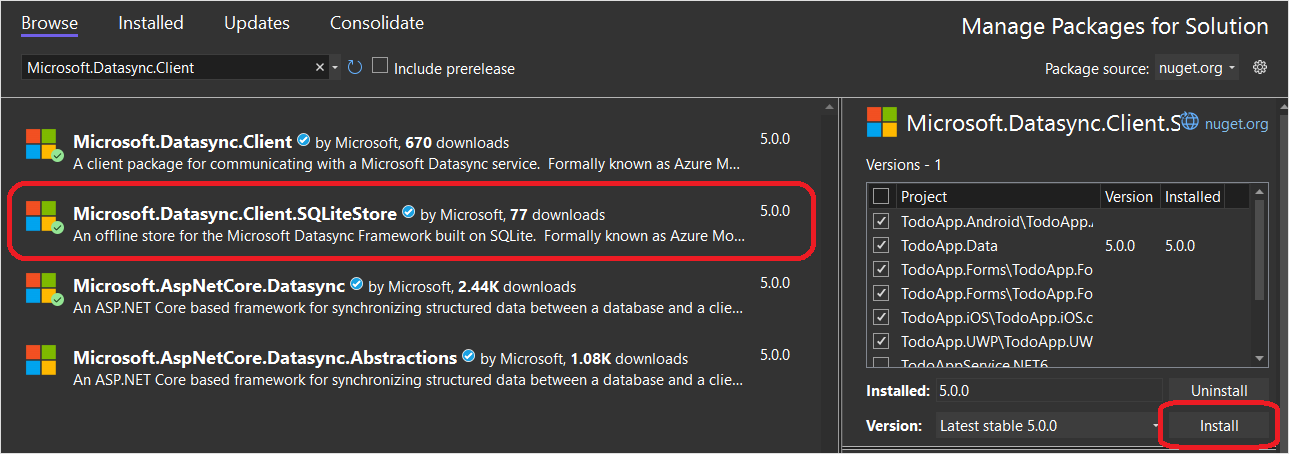 Browse Installed Updates Consolidate
Manage Packages for Solution
Microsoft.Datasync.Client
Include prerelease
Package source: nuget.org
Microsoft.Datasync.Client by Microsoft, 670 downloads 5.0.0
A client package for communicating with a Microsoft Datasync service. Formally known as Azure M...
Microsoft.Datasync.Client.SQLiteStore by Microsoft, 77 downloads 5.0.0
An offline store for the Microsoft Datasync Framework built on SQLite. Formally known as Azure Mo...
Microsoft.AspNetCore.Datasync by Microsoft, 2.44K downloads 5.0.0
An ASP.NET Core based framework for synchronizing structured data between a database and a clie...
Microsoft.AspNetCore.Datasync.Abstractions by Microsoft, 1.08K downloads 5.0.0
An ASP.NET Core based framework for synchronizing structured data between a database and a clie...
Microsoft.Datasync.Client.S nuget.org
Versions - 1
Project Version Installed
TodoApp.Android\TodoApp.
TodoApp.Data 5.0.0 5.0.0
TodoApp.Forms\TodoApp.Fo
TodoApp.Forms\TodoApp.Fo
TodoApp.iOS\TodoApp.iOS.c
TodoApp.UWP\TodoApp.UW
TodoAppService.NET6
Installed: 5.0.0 Uninstall
Version: Latest stable 5.0.0 Install